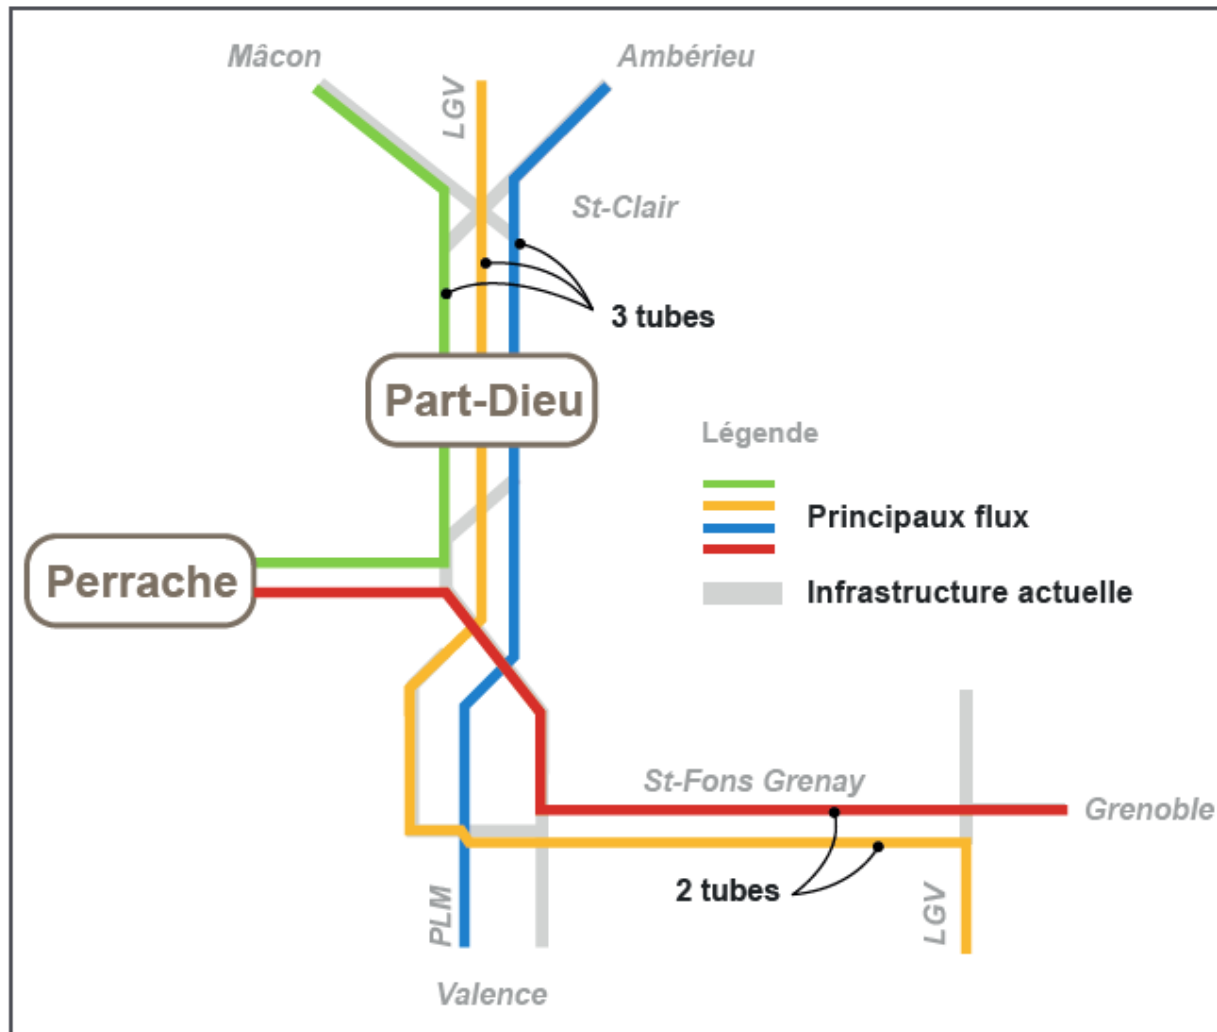 Mâcon
LGV
Ambérieu
St-Clair
3 tubes
Part-Dieu
Légende
Principaux flux
Perrache
Infrastructure actuelle
St-Fons Grenay
Grenoble
2 tubes
PLM
LGV
Valence